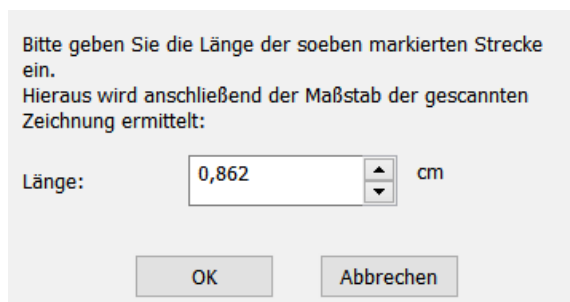 Bitte geben Sie die Länge der soeben markierten Strecke
ein.
Hieraus wird anschließend der Maßstab der gescannten
Zeichnung ermittelt:
Länge: 0,862 cm
OK Abbrechen